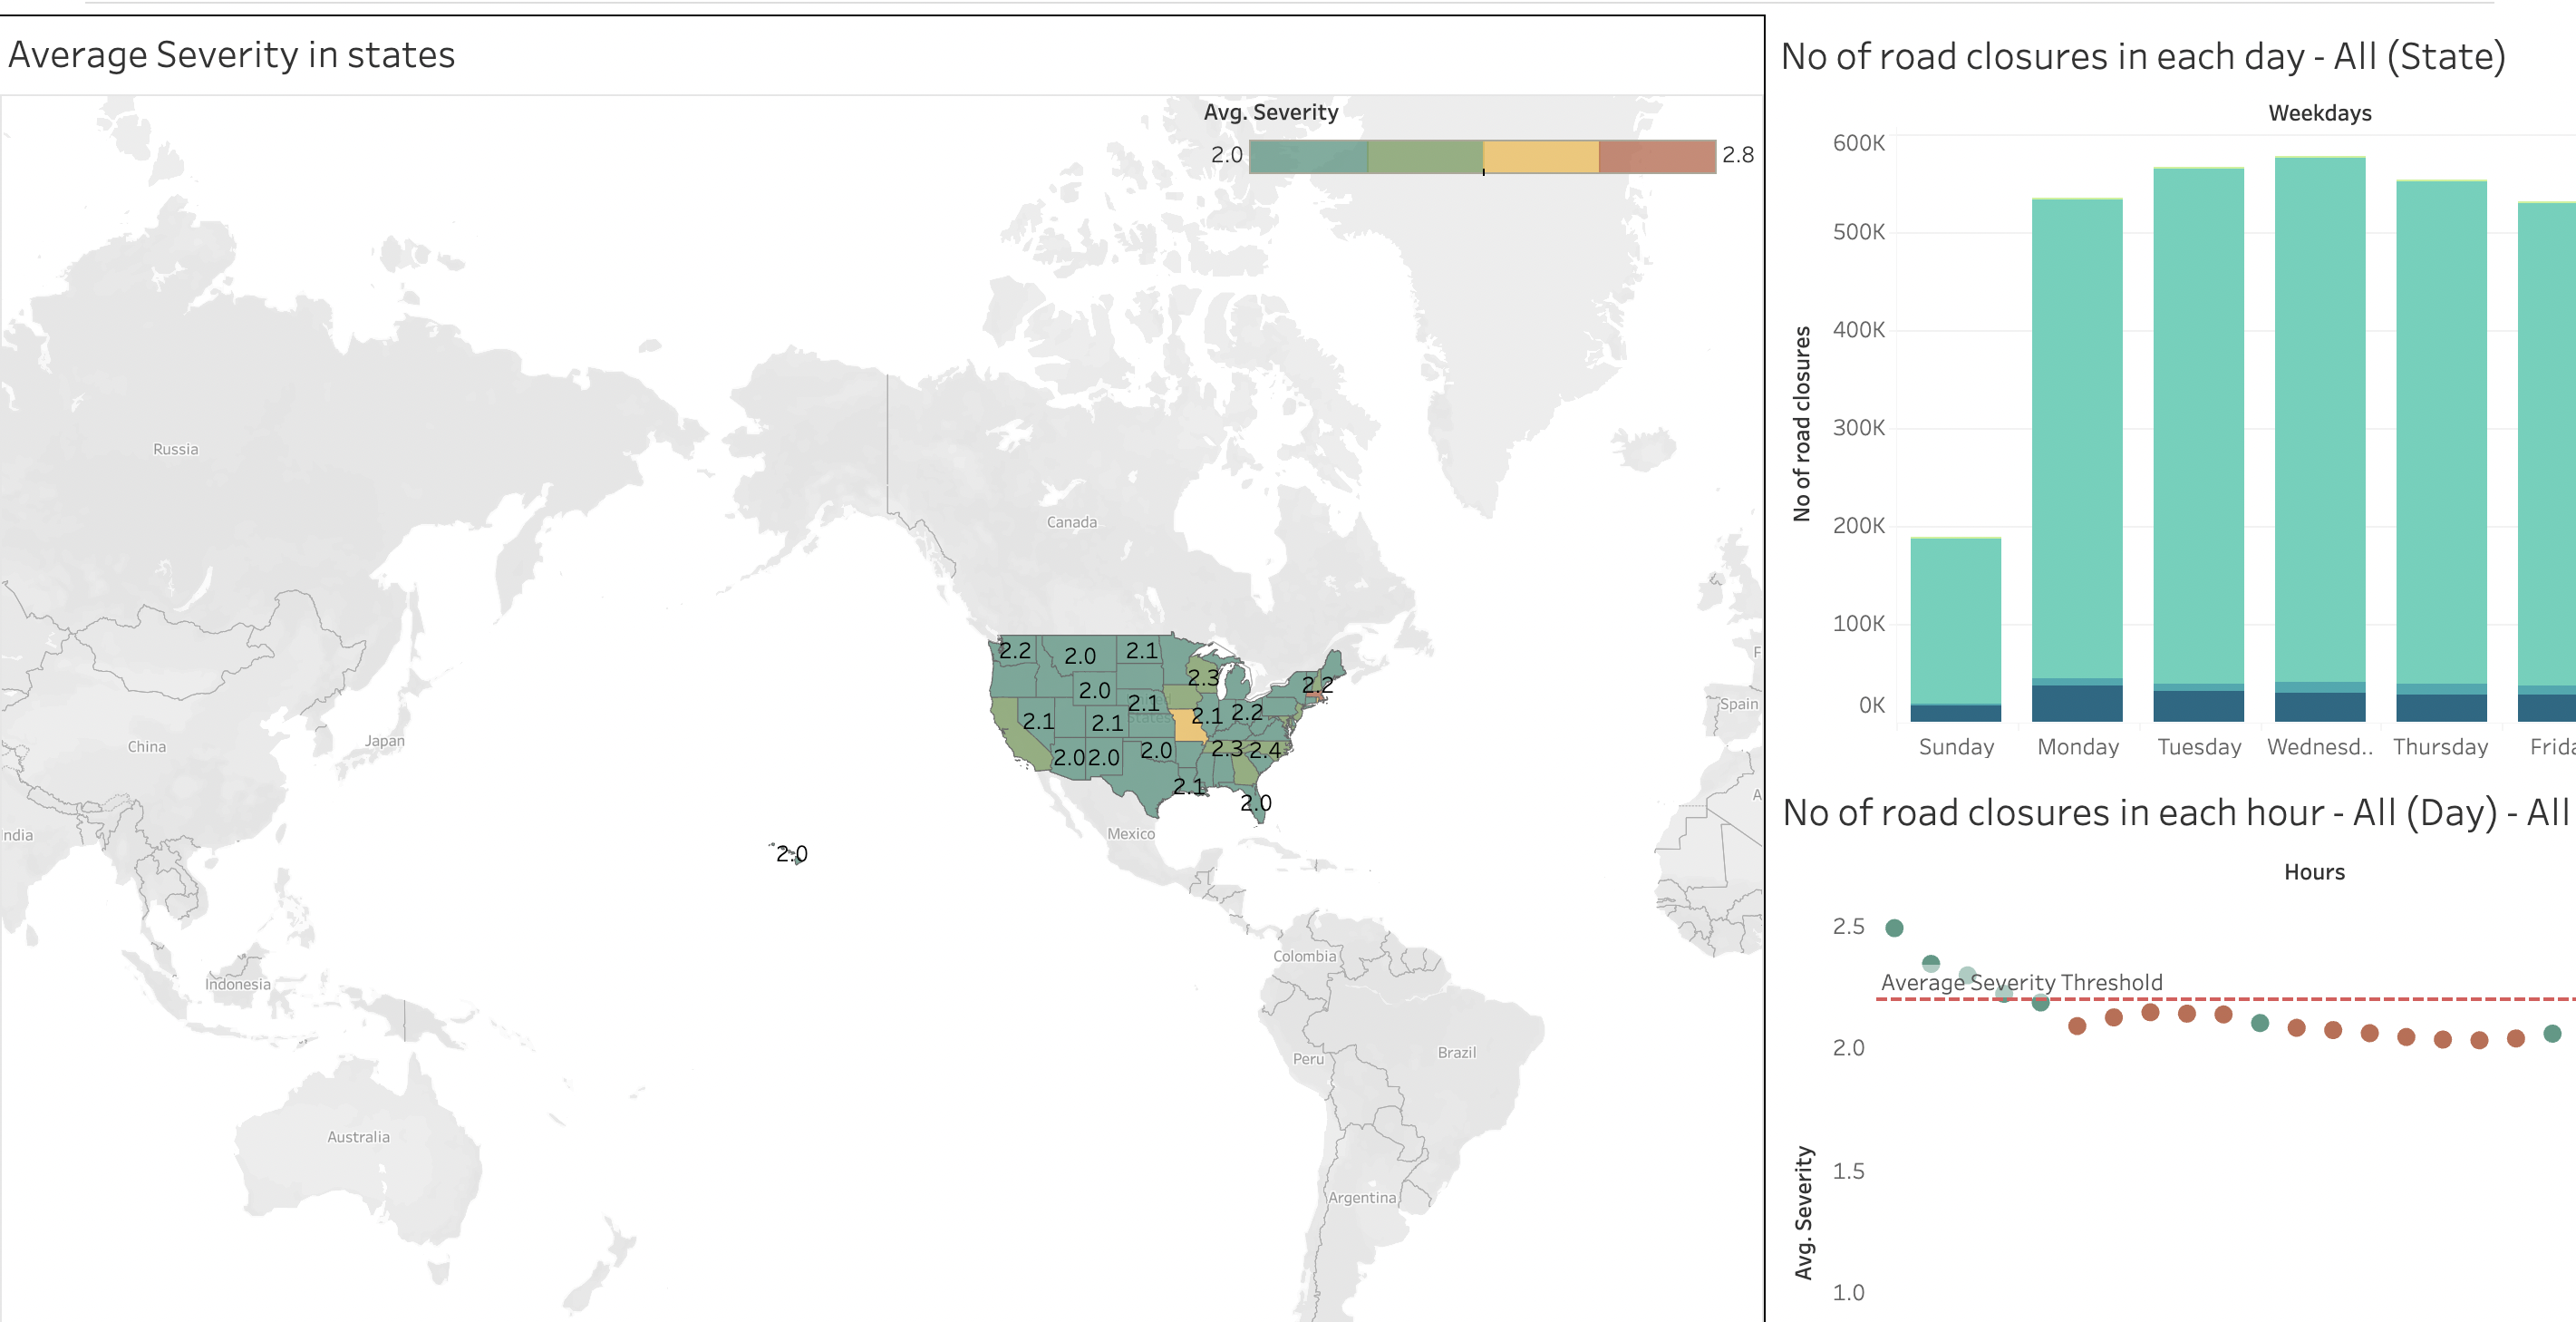 Average Severity in states
Avg. Severity
2.0
2.8
Russia
Canada
China
Japan
ndia
Indonesia
Australia
Mexico
Colombia
Peru
Brazil
Argentina
Spain
F
A
States
2.2
2.0
2.1
2.3
2.2
2.0
2.1
2.1
2.1
2.1
2.2
2.0
2.0
2.0
2.3
2.4
2.1
2.0
2.0
No of road closures in each day - All (State)
Weekdays
No of road closures
600K
500K
400K
300K
200K
100K
0K
Sunday
Monday
Tuesday
Wednesd..
Thursday
Frida
No of road closures in each hour - All (Day) - All
Hours
2.5
Average Severity Threshold
2.0
1.5
1.0
Avg. Severity